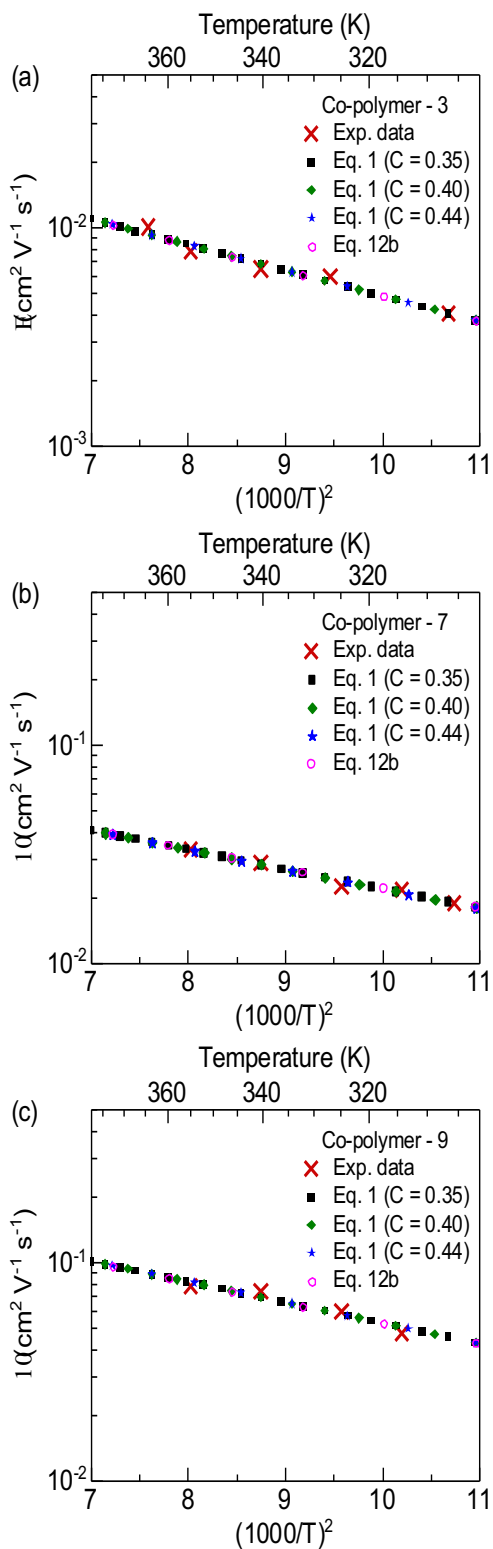 Temperature (K)
360 340 320
(a)
Co-polymer - 3
Exp. data
Eq. 1 (C = 0.35)
Eq. 1 (C = 0.40)
Eq. 1 (C = 0.44)
Eq. 12b
(cm² V⁻¹ s⁻¹)
10⁻²
10⁻³
7 8 9 10 11
(1000/T)²
Temperature (K)
360 340 320
(b)
Co-polymer - 7
Exp. data
Eq. 1 (C = 0.35)
Eq. 1 (C = 0.40)
Eq. 1 (C = 0.44)
Eq. 12b
(cm² V⁻¹ s⁻¹)
10⁻¹
10⁻²
7 8 9 10 11
(1000/T)²
Temperature (K)
360 340 320
(c)
Co-polymer - 9
Exp. data
Eq. 1 (C = 0.35)
Eq. 1 (C = 0.40)
Eq. 1 (C = 0.44)
Eq. 12b
(cm² V⁻¹ s⁻¹)
10⁻¹
10⁻²
7 8 9 10 11
(1000/T)²